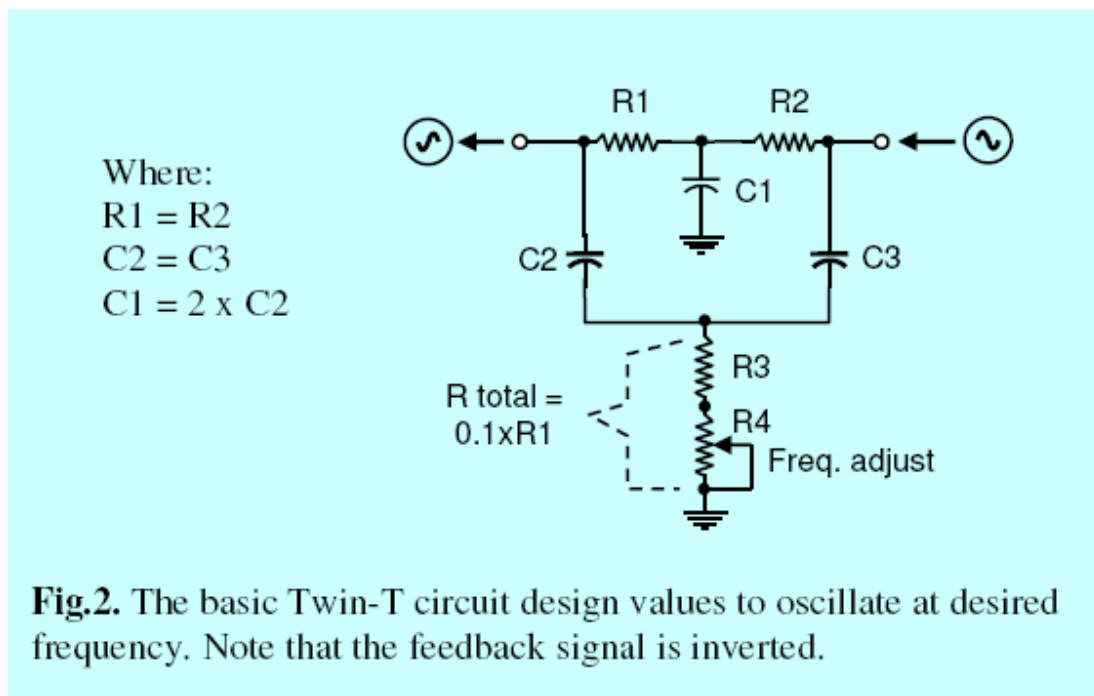 R1 R2
Where:
R1 = R2
C2 = C3
C1 = 2 x C2
C1
C2 C3
R3
R total =
0.1xR1
R4
Freq. adjust
Fig.2. The basic Twin-T circuit design values to oscillate at desired
frequency. Note that the feedback signal is inverted.